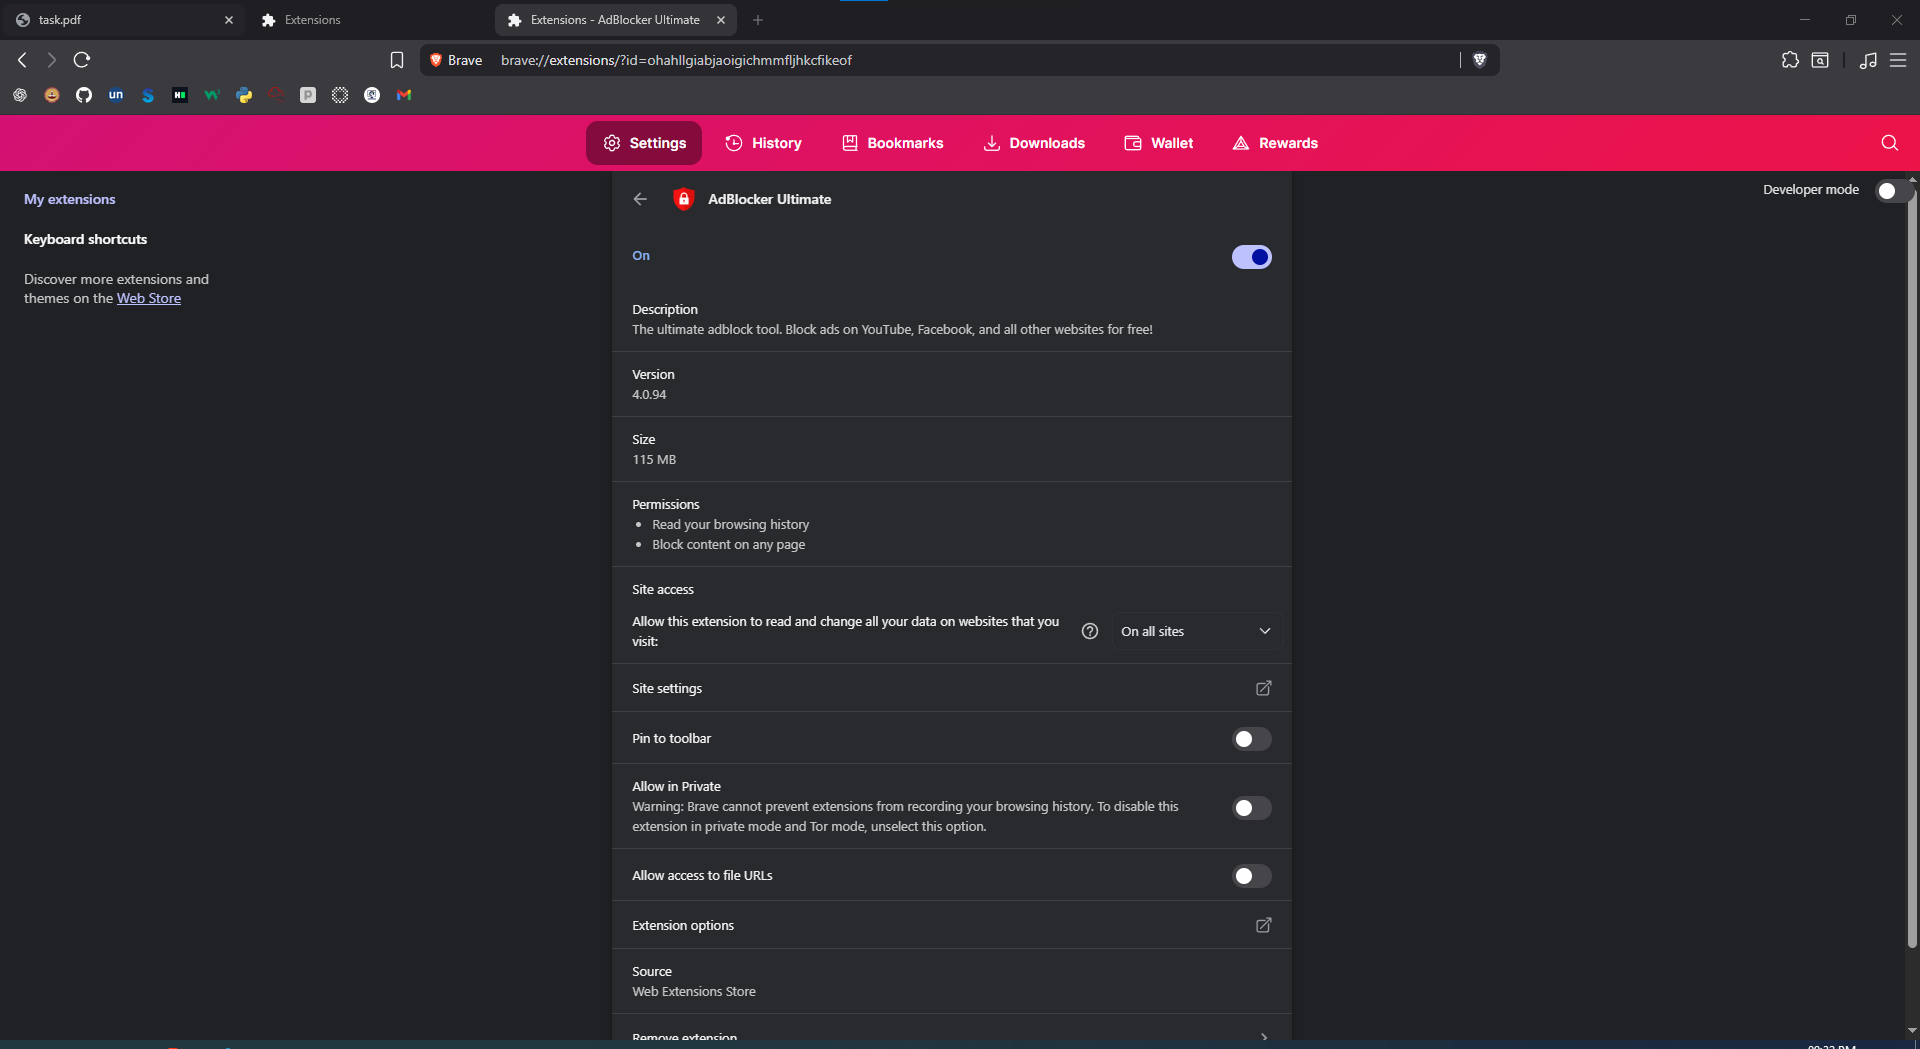 task.pdf
Extensions
Extensions - AdBlocker Ultimate
Brave
brave://extensions/?id=ohahllgiabjaoigichmmfljhkcfikeof
un
S
H
P
Settings
History
Bookmarks
Downloads
Wallet
Rewards
My extensions
Keyboard shortcuts
Discover more extensions and
themes on the Web Store
Developer mode
AdBlocker Ultimate
On
Description
The ultimate adblock tool. Block ads on YouTube, Facebook, and all other websites for free!
Version
4.0.94
Size
115 MB
Permissions
• Read your browsing history
• Block content on any page
Site access
Allow this extension to read and change all your data on websites that you
visit:
On all sites
Site settings
Pin to toolbar
Allow in Private
Warning: Brave cannot prevent extensions from recording your browsing history. To disable this
extension in private mode and Tor mode, unselect this option.
Allow access to file URLs
Extension options
Source
Web Extensions Store
Remove extension